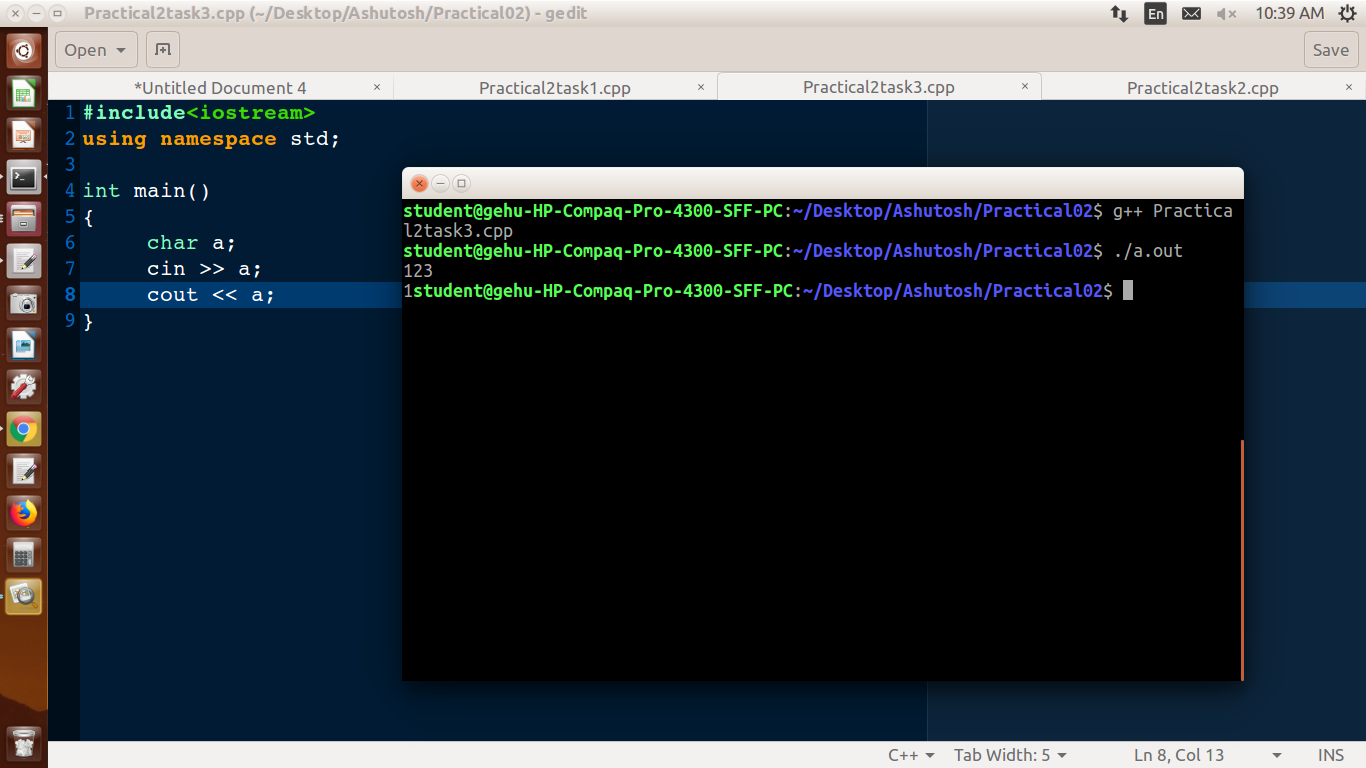 Practical2task3.cpp (~/Desktop/Ashutosh/Practical02) - gedit
En
10:39 AM
Open
Save
*Untitled Document 4 ×
Practical2task1.cpp ×
Practical2task3.cpp ×
Practical2task2.cpp ×
1 #include<iostream>
2 using namespace std;
3
4 int main()
5 {
6 char a;
7 cin >> a;
8 cout << a;
9 }
student@gehu-HP-Compaq-Pro-4300-SFF-PC:~/Desktop/Ashutosh/Practical02$ g++ Practica
l2task3.cpp
student@gehu-HP-Compaq-Pro-4300-SFF-PC:~/Desktop/Ashutosh/Practical02$ ./a.out
123
1student@gehu-HP-Compaq-Pro-4300-SFF-PC:~/Desktop/Ashutosh/Practical02$
C++ Tab Width: 5 Ln 8, Col 13 INS